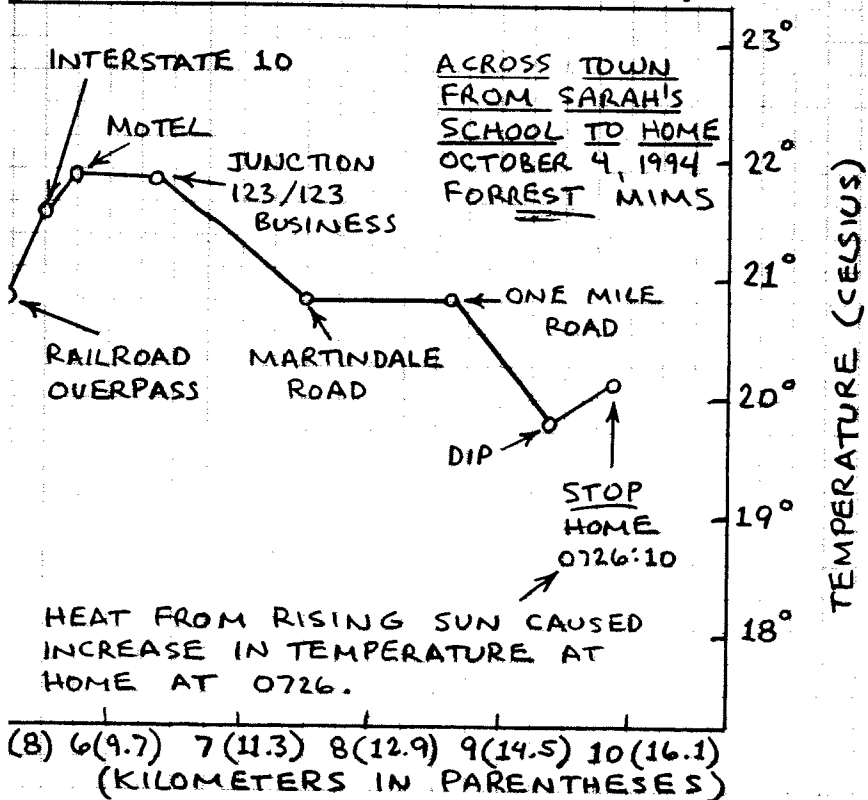 INTERSTATE 10
MOTEL
JUNCTION
123/123
BUSINESS
ACROSS TOWN
FROM SARAH'S
SCHOOL TO HOME
OCTOBER 4, 1994
FORREST MIMS
23°
22°
21°
20°
19°
18°
TEMPERATURE (CELSIUS)
RAILROAD
OVERPASS
MARTINDALE
ROAD
ONE MILE
ROAD
DIP
STOP
HOME
0726:10
HEAT FROM RISING SUN CAUSED
INCREASE IN TEMPERATURE AT
HOME AT 0726.
(8) 6(9.7) 7(11.3) 8(12.9) 9(14.5) 10(16.1)
(KILOMETERS IN PARENTHESES)